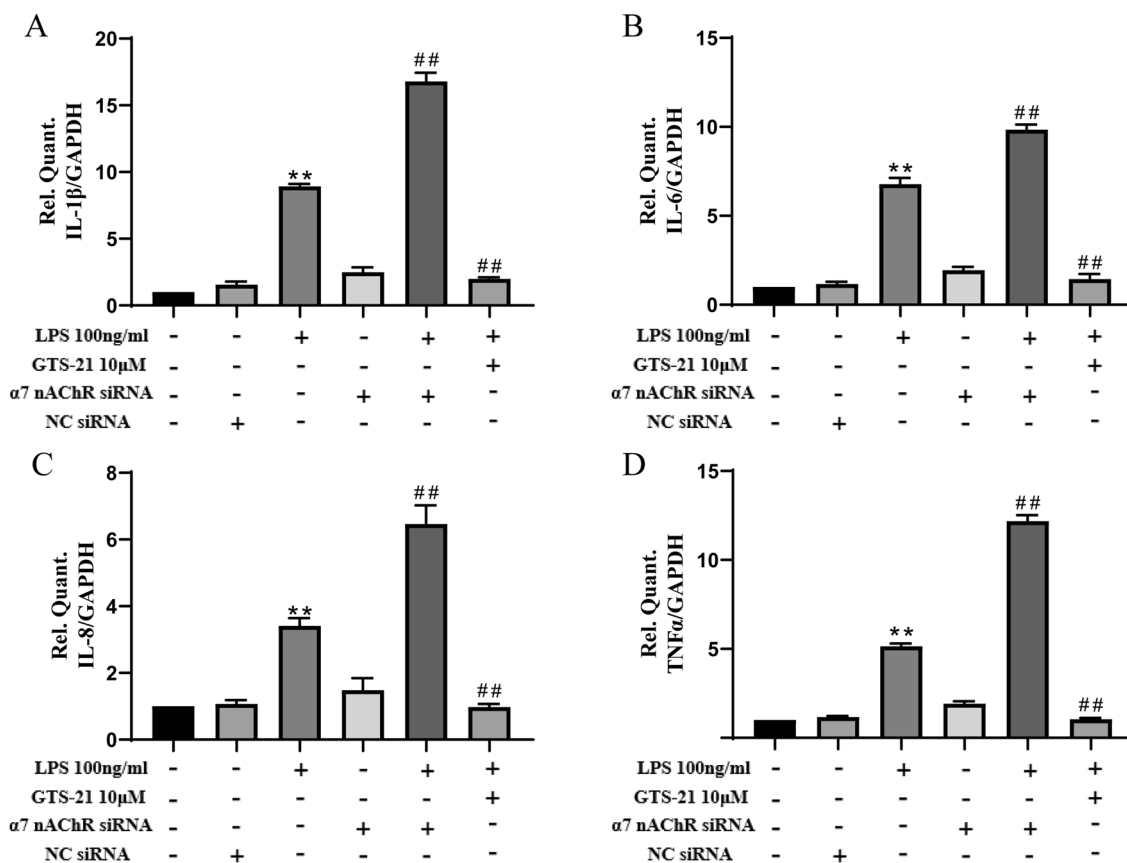 A
Rel. Quant.
IL-1β/GAPDH
20
15
10
5
0
**
##
##
LPS 100ng/ml - - + - + +
GTS-21 10μM - - - - - +
α7 nAChR siRNA - - - + + -
NC siRNA - + - - - -
B
Rel. Quant.
IL-6/GAPDH
15
10
5
0
**
##
##
LPS 100ng/ml - - + - + +
GTS-21 10μM - - - - - +
α7 nAChR siRNA - - - + + -
NC siRNA - + - - - -
C
Rel. Quant.
IL-8/GAPDH
8
6
4
2
0
**
##
##
LPS 100ng/ml - - + - + +
GTS-21 10μM - - - - - +
α7 nAChR siRNA - - - + + -
NC siRNA - + - - - -
D
Rel. Quant.
TNFα/GAPDH
15
10
5
**
##
##
LPS 100ng/ml - - + - + +
GTS-21 10μM - - - - - +
α7 nAChR siRNA - - - + + -
NC siRNA - + - - - -